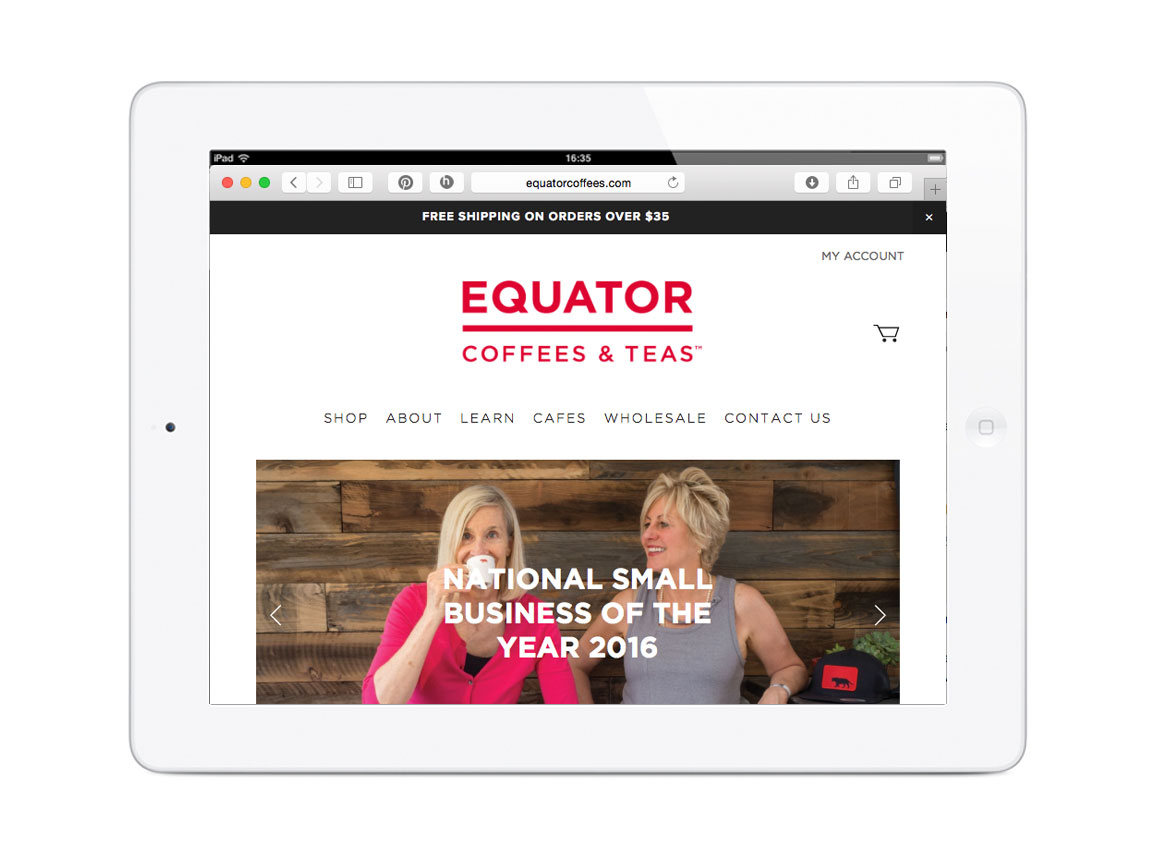 iPad 16:35
equatorcoffees.com
FREE SHIPPING ON ORDERS OVER $35
MY ACCOUNT
EQUATOR
COFFEES & TEAS™
SHOP ABOUT LEARN CAFES WHOLESALE CONTACT US
NATIONAL SMALL
BUSINESS OF THE
YEAR 2016